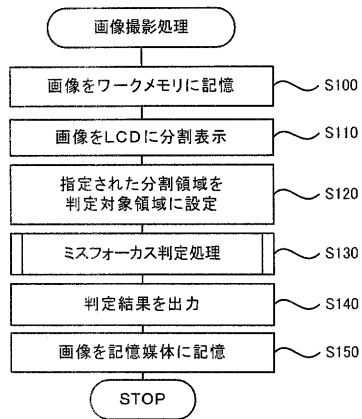 画像撮影処理
画像をワークメモリに記憶
S100
画像をLCDに分割表示
S110
指定された分割領域を
判定対象領域に設定
S120
ミスフォーカス判定処理
S130
判定結果を出力
S140
画像を記憶媒体に記憶
S150
STOP